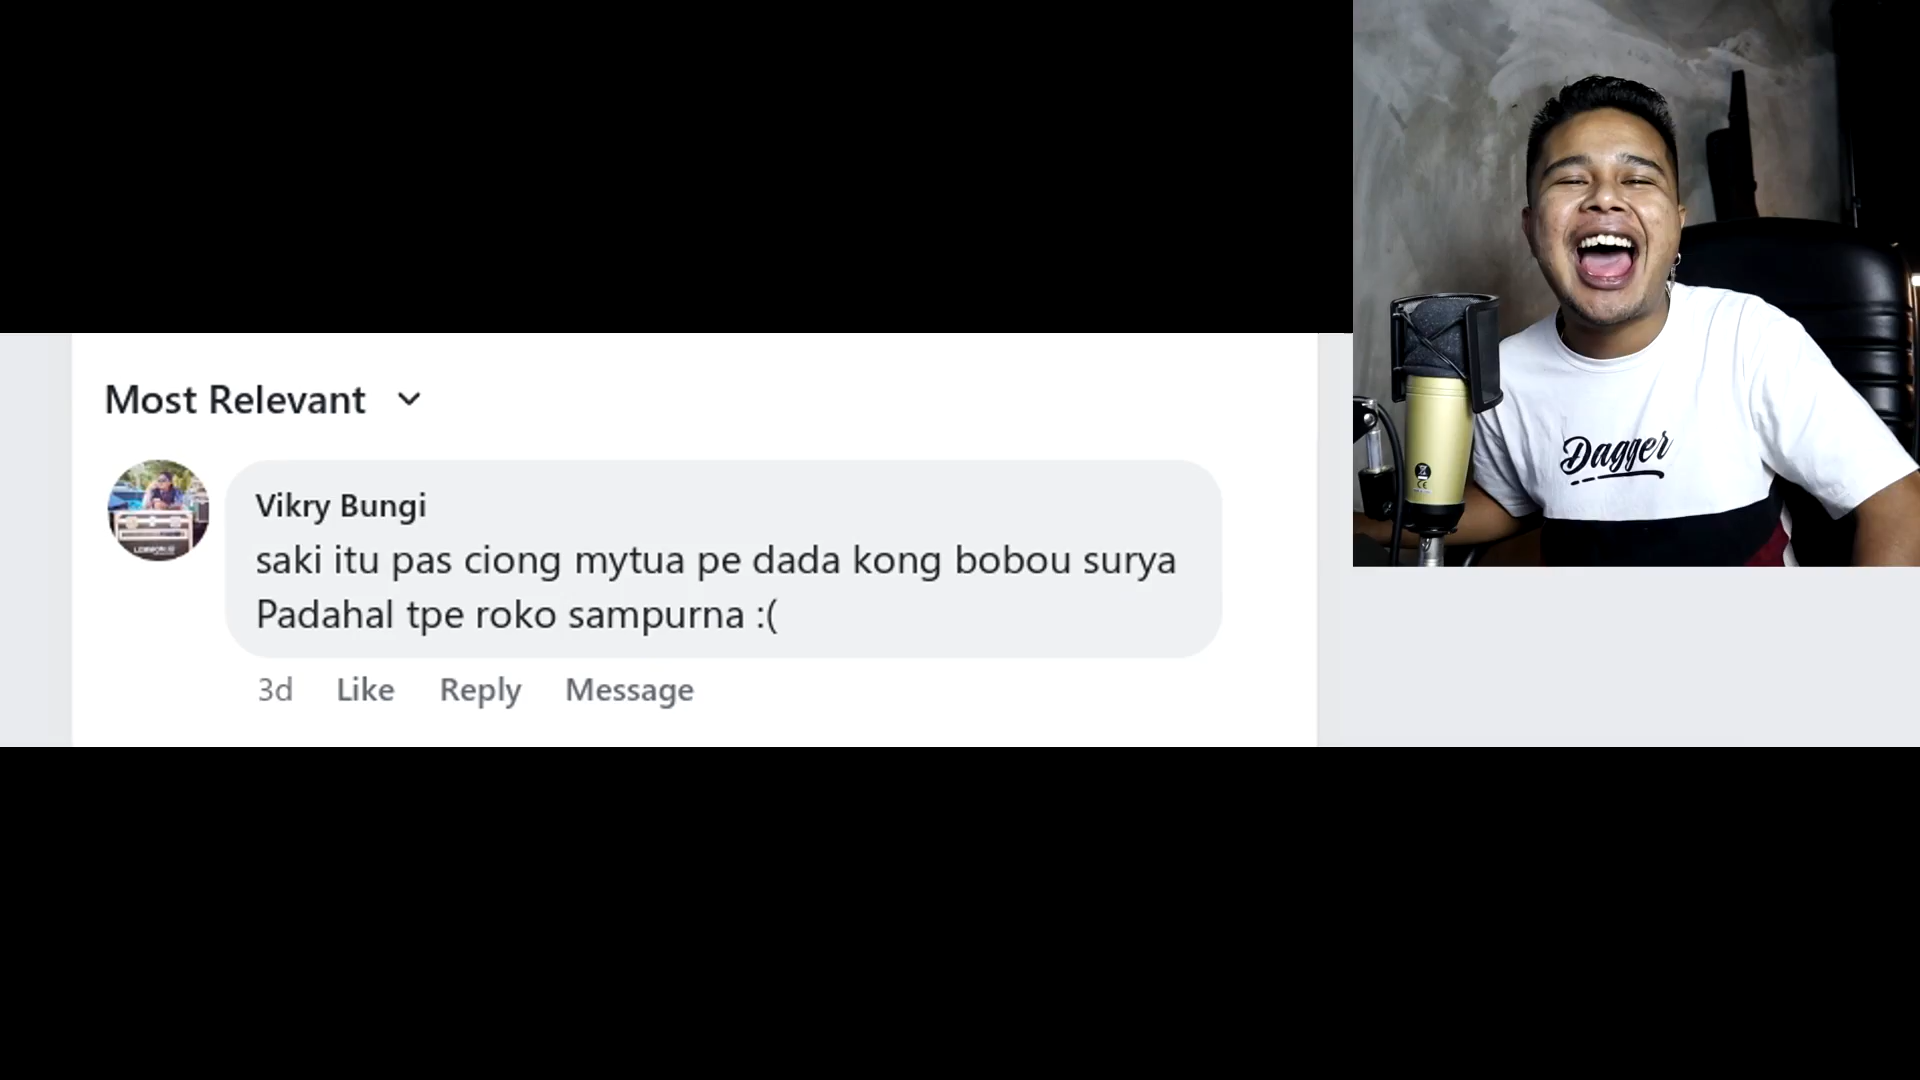 Most Relevant
Vikry Bungi
saki itu pas ciong mytua pe dada kong bobou surya
Padahal tpe roko sampurna :(
3d Like Reply Message
Dagger
CE